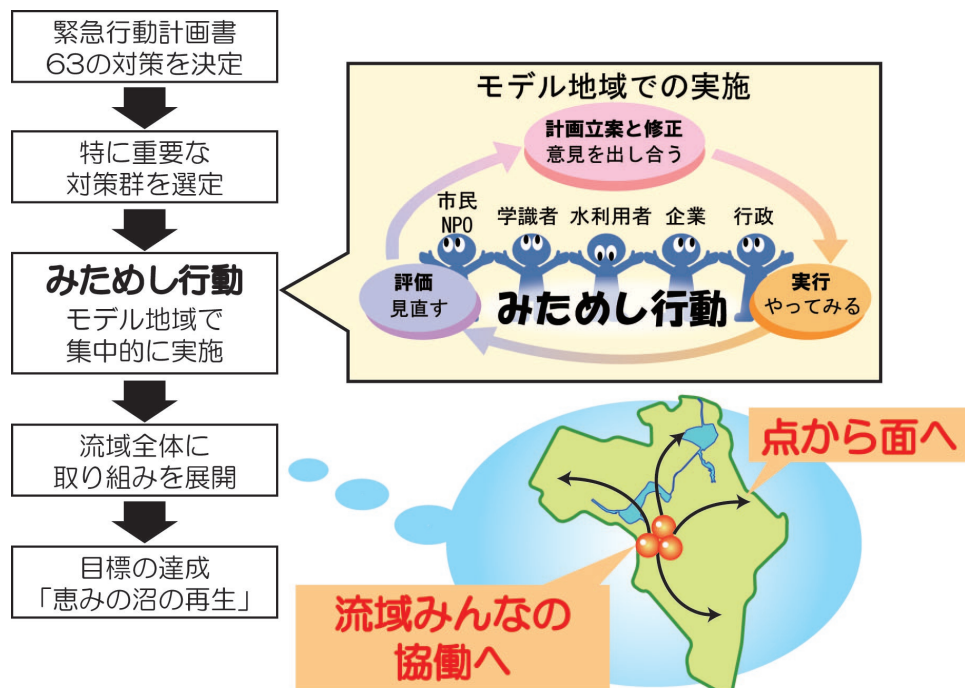 緊急行動計画書
63の対策を決定
特に重要な
対策群を選定
みためし行動
モデル地域で
集中的に実施
流域全体に
取り組みを展開
目標の達成
「恵みの沼の再生」
モデル地域での実施
計画立案と修正
意見を出し合う
市民
NPO
学識者
水利用者
企業
行政
評価
見直す
みためし行動
実行
やってみる
点から面へ
流域みんなの
協働へ